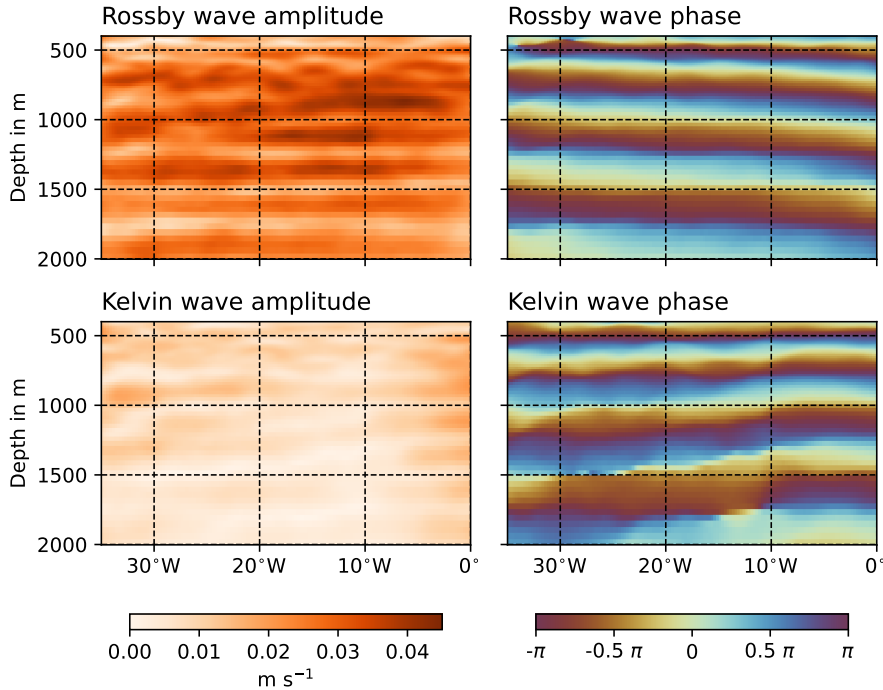 Rossby wave amplitude
Rossby wave phase
500
1000
1500
2000
Depth in m
Kelvin wave amplitude
Kelvin wave phase
500
1000
1500
2000
Depth in m
30°W 20°W 10°W 0°
30°W 20°W 10°W 0°
0.00 0.01 0.02 0.03 0.04
m s⁻¹
-π -0.5 π 0 0.5 π π